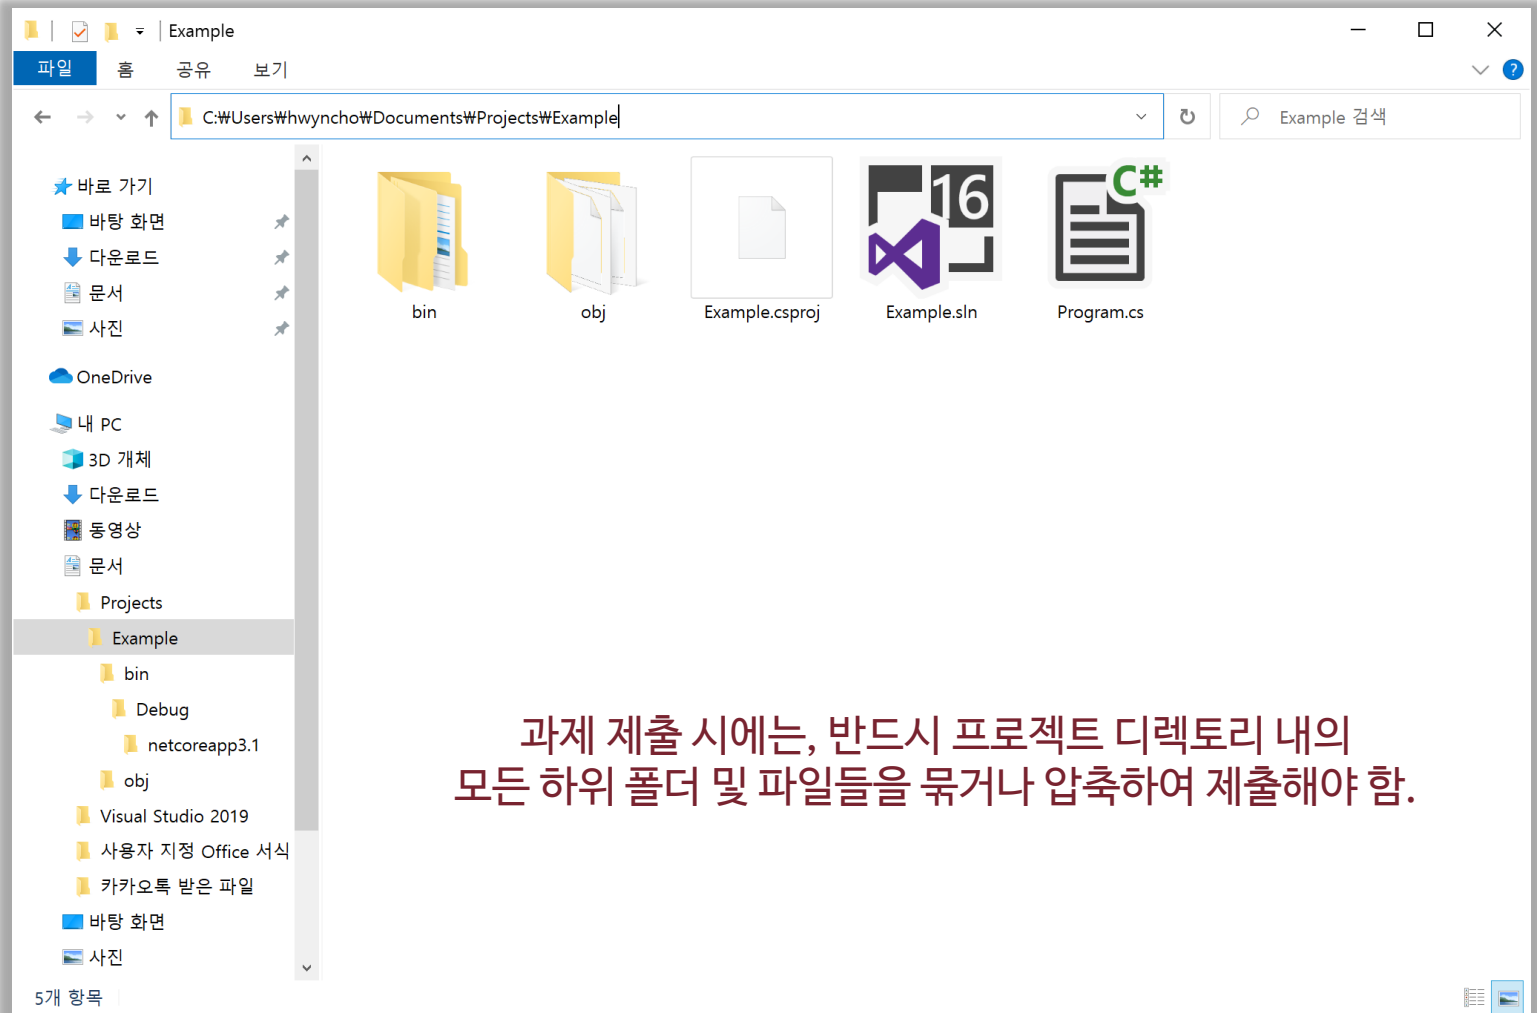 Example
파일
홈
공유
보기
C:₩Users₩hwyncho₩Documents₩Projects₩Example
Example 검색
바로 가기
바탕 화면
다운로드
문서
사진
OneDrive
내 PC
3D 개체
다운로드
동영상
문서
Projects
Example
bin
Debug
netcoreapp3.1
obj
Visual Studio 2019
사용자 지정 Office 서식
카카오톡 받은 파일
바탕 화면
사진
bin
obj
Example.csproj
16
Example.sln
C#
Program.cs
과제 제출 시에는, 반드시 프로젝트 디렉토리 내의
모든 하위 폴더 및 파일들을 묶거나 압축하여 제출해야 함.
5개 항목